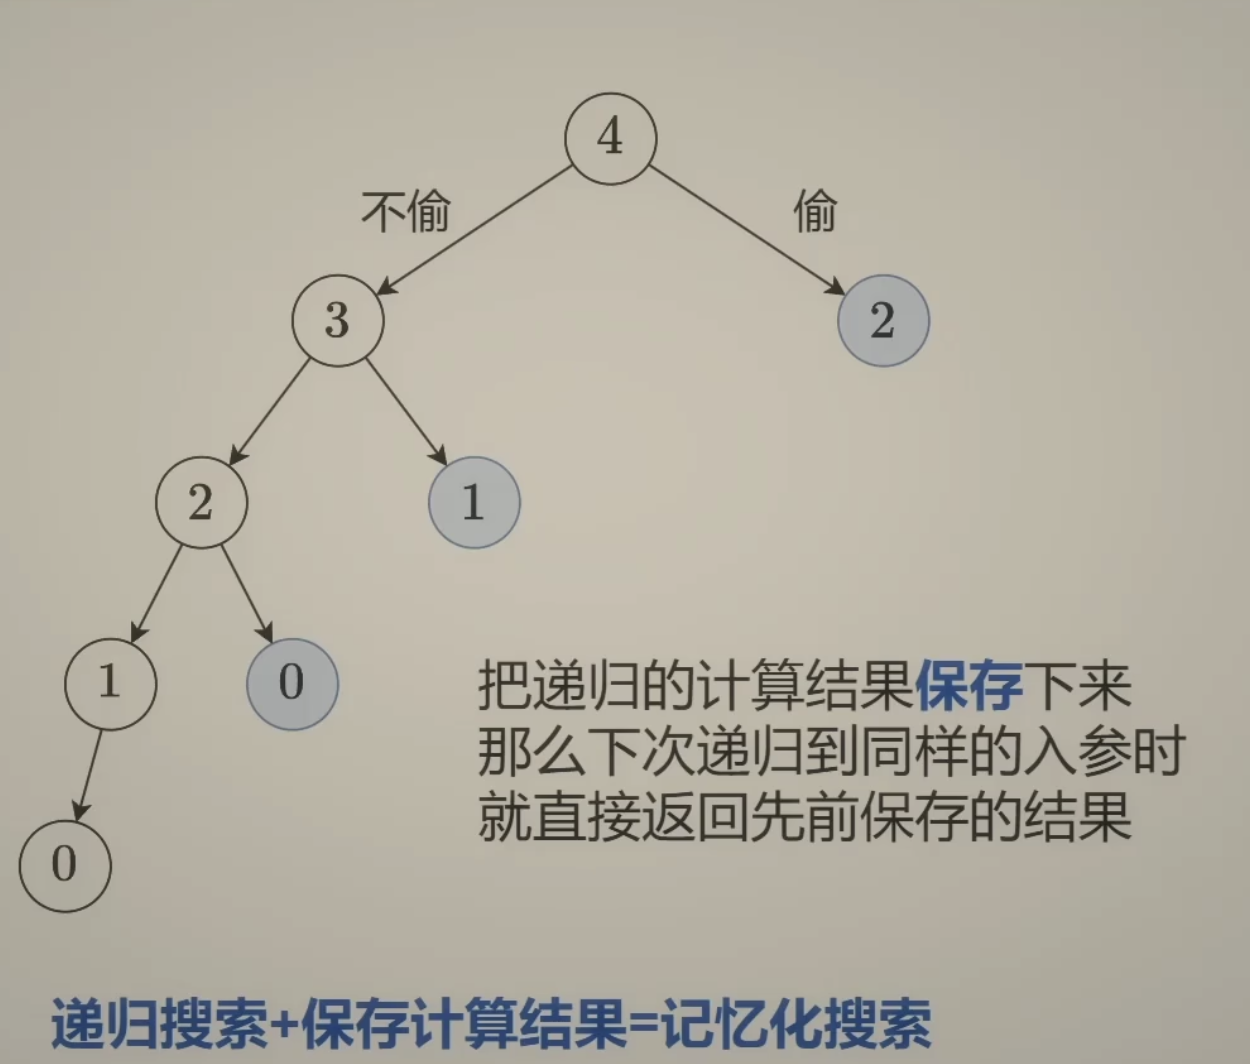 4
不偷
偷
3
2
2
1
1
0
把递归的计算结果保存下来
那么下次递归到同样的入参时
就直接返回先前保存的结果
0
递归搜索+保存计算结果=记忆化搜索